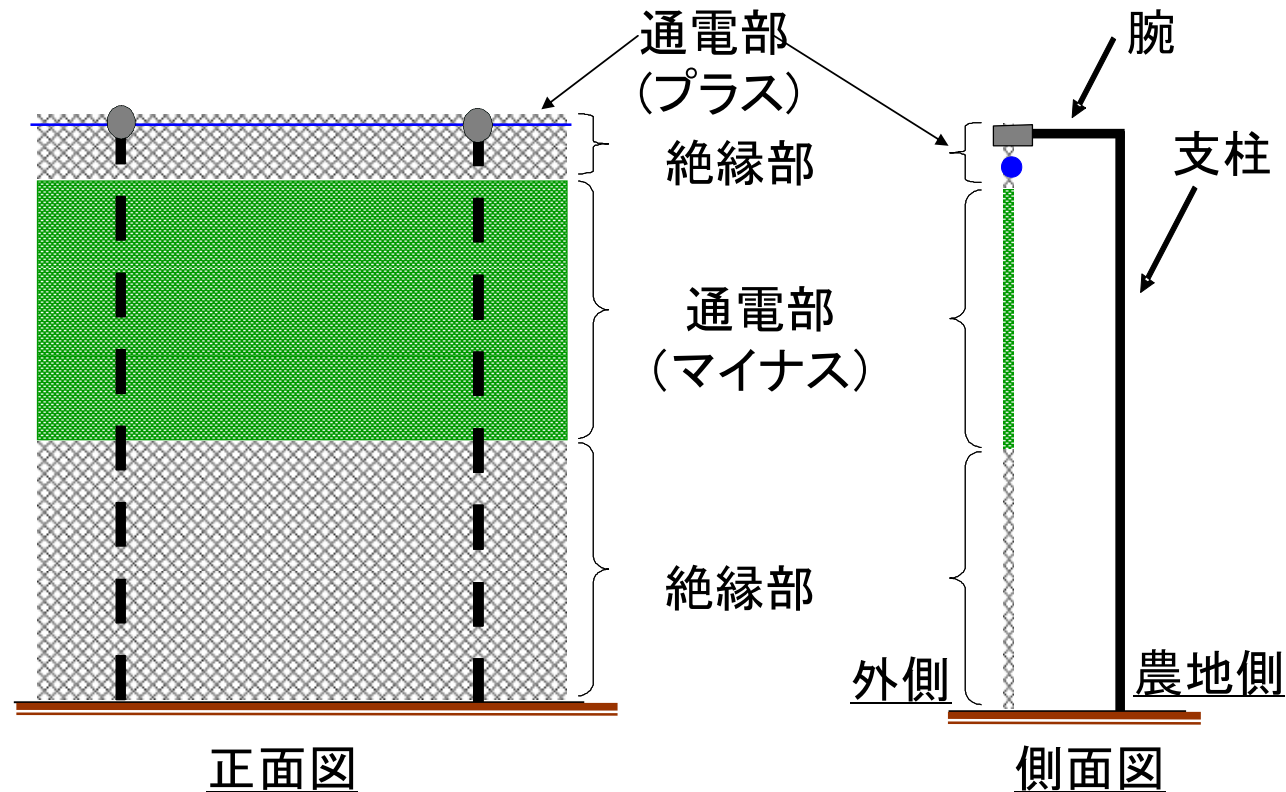 通電部
(プラス)
絶縁部
通電部
(マイナス)
絶縁部
腕
支柱
外側
農地側
正面図
側面図